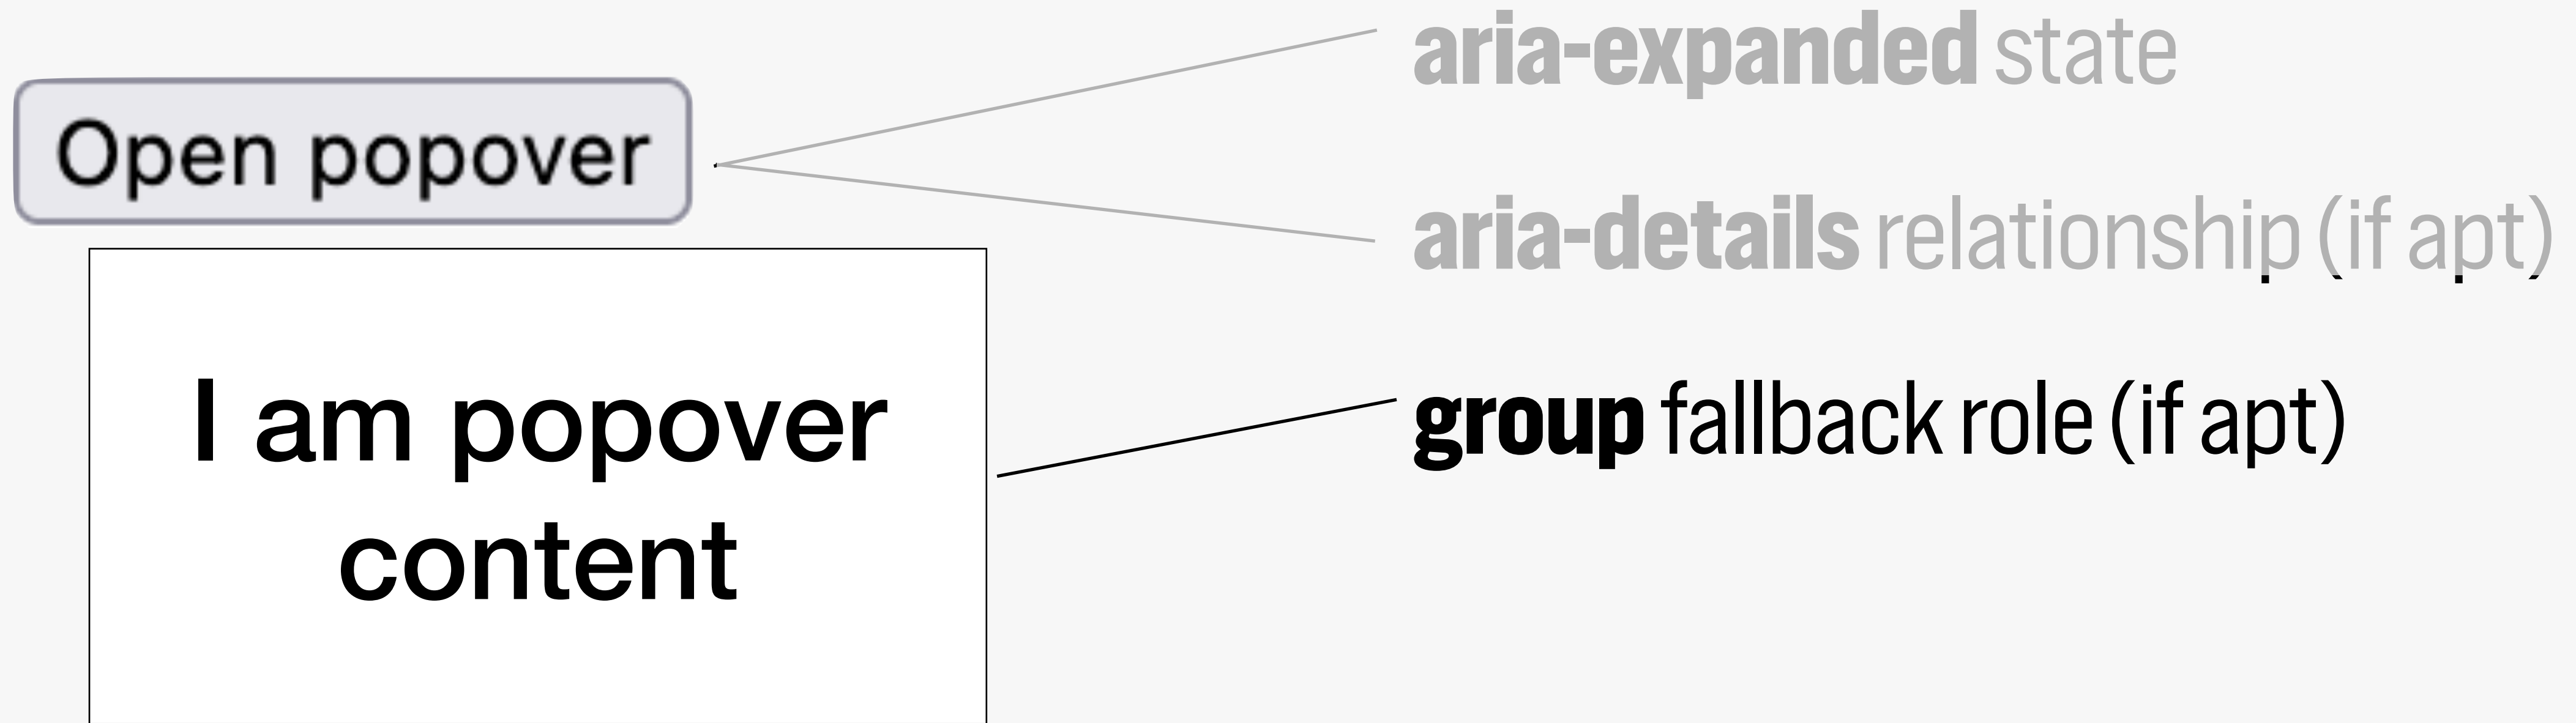 Open popover
I am popover
content
aria-expanded state
aria-details relationship (if apt)
group fallback role (if apt)